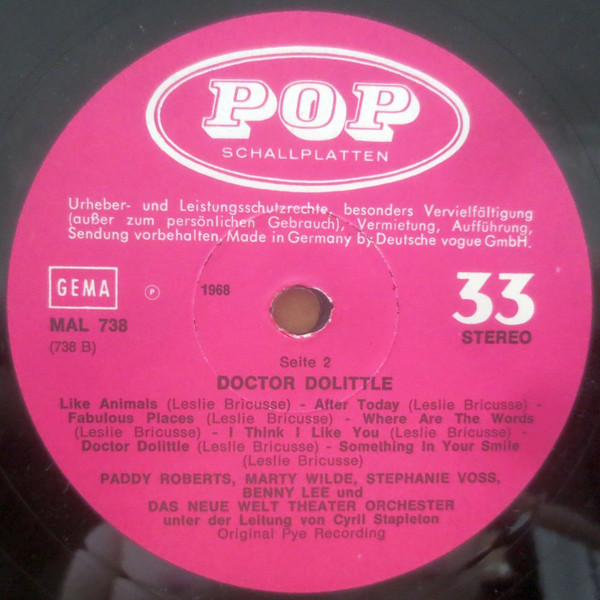 POP
SCHALLPLATTEN
Urheber- und Leistungsschutzrechte, besonders Vervielfältigung
(außer zum persönlichen Gebrauch), Vermietung, Aufführung,
Sendung vorbehalten. Made in Germany by Deutsche vogue GmbH.
GEMA
℗ 1968
33
MAL 738
STEREO
(738 B)
Seite 2
DOCTOR DOLITTLE
Like Animals (Leslie Bricusse) - After Today (Leslie Bricusse) -
Fabulous Places (Leslie Bricusse) - Where Are The Words
(Leslie Bricusse) - I Think I Like You (Leslie Bricusse) -
Doctor Dolittle (Leslie Bricusse) - Something In Your Smile
(Leslie Bricusse)
PADDY ROBERTS, MARTY WILDE, STEPHANIE VOSS,
BENNY LEE und
DAS NEUE WELT THEATER ORCHESTER
unter der Leitung von Cyril Stapleton
Original Pye Recording